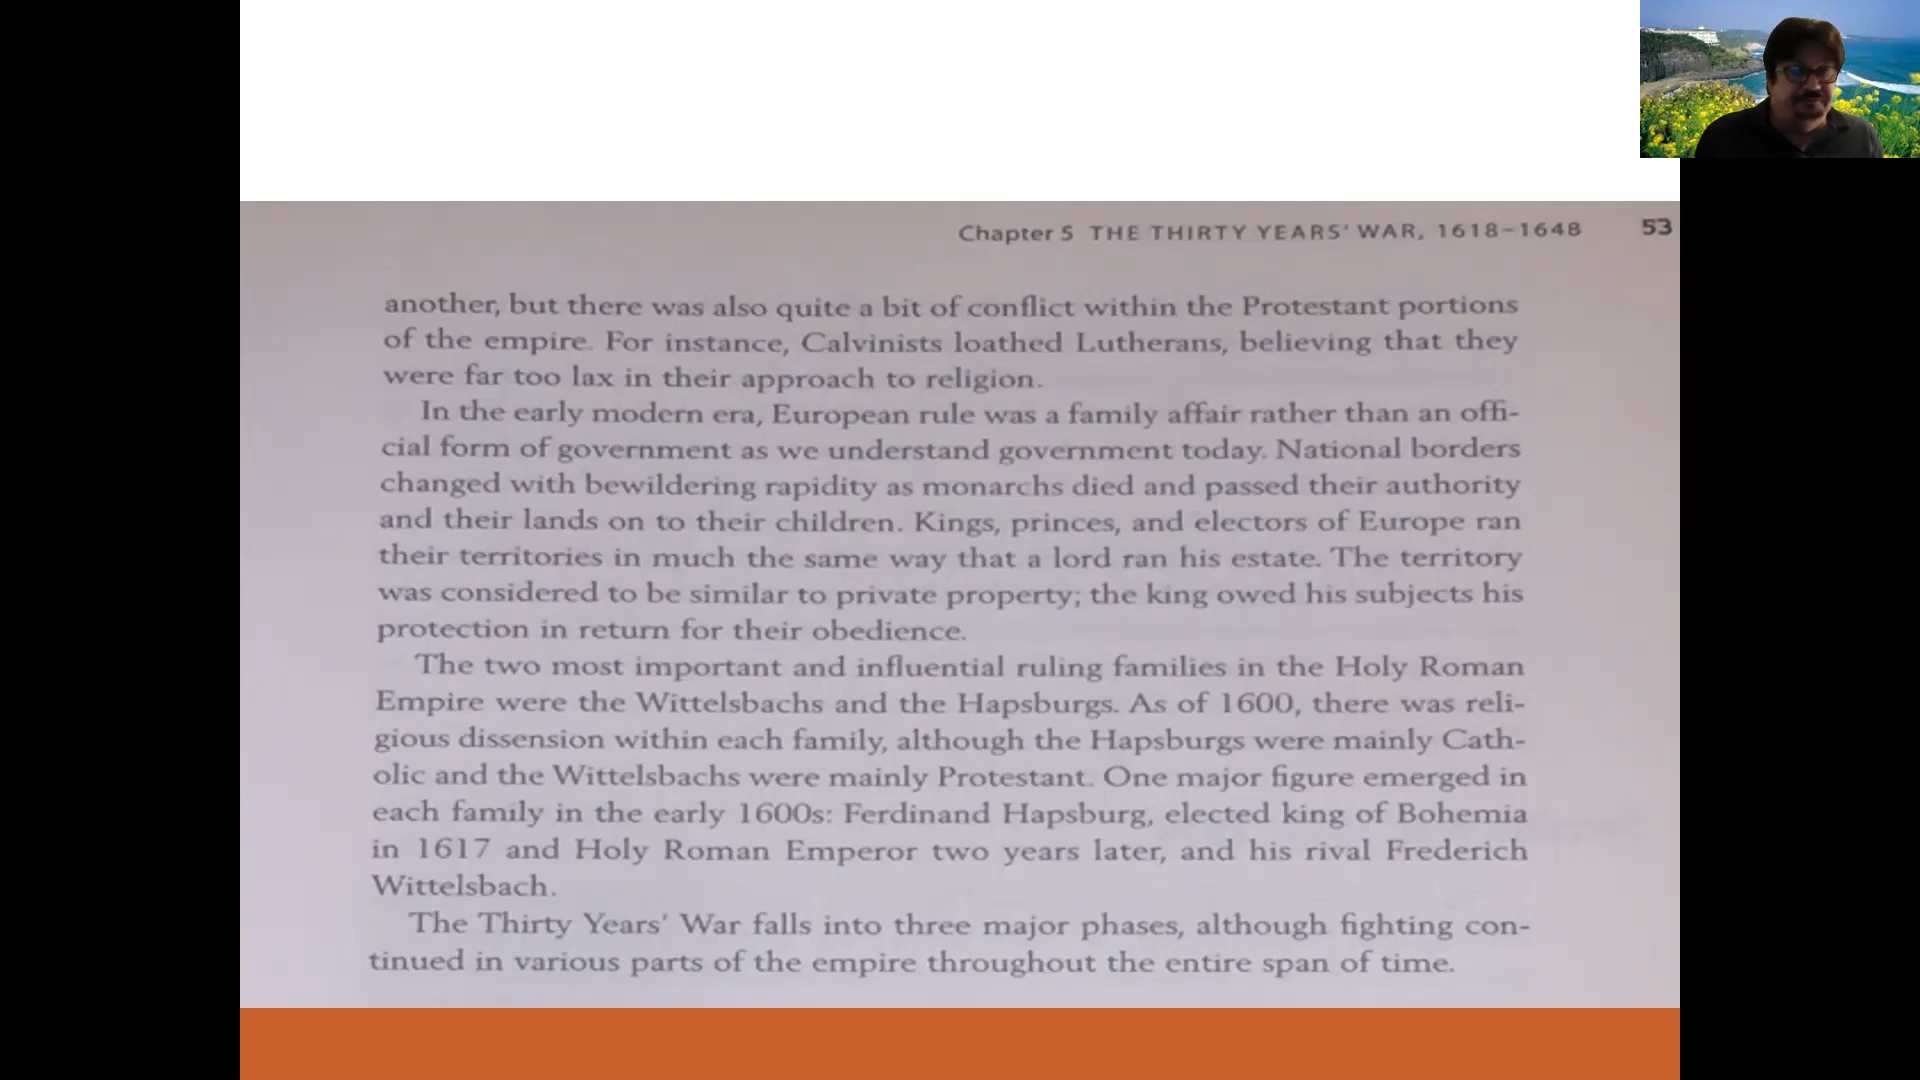 Chapter 5 THE THIRTY YEARS' WAR, 1618–1648 53
another, but there was also quite a bit of conflict within the Protestant portions
of the empire. For instance, Calvinists loathed Lutherans, believing that they
were far too lax in their approach to religion.
In the early modern era, European rule was a family affair rather than an offi-
cial form of government as we understand government today. National borders
changed with bewildering rapidity as monarchs died and passed their authority
and their lands on to their children. Kings, princes, and electors of Europe ran
their territories in much the same way that a lord ran his estate. The territory
was considered to be similar to private property; the king owed his subjects his
protection in return for their obedience.
The two most important and influential ruling families in the Holy Roman
Empire were the Wittelsbachs and the Hapsburgs. As of 1600, there was reli-
gious dissension within each family, although the Hapsburgs were mainly Cath-
olic and the Wittelsbachs were mainly Protestant. One major figure emerged in
each family in the early 1600s: Ferdinand Hapsburg, elected king of Bohemia
in 1617 and Holy Roman Emperor two years later, and his rival Frederich
Wittelsbach.
The Thirty Years' War falls into three major phases, although fighting con-
tinued in various parts of the empire throughout the entire span of time.